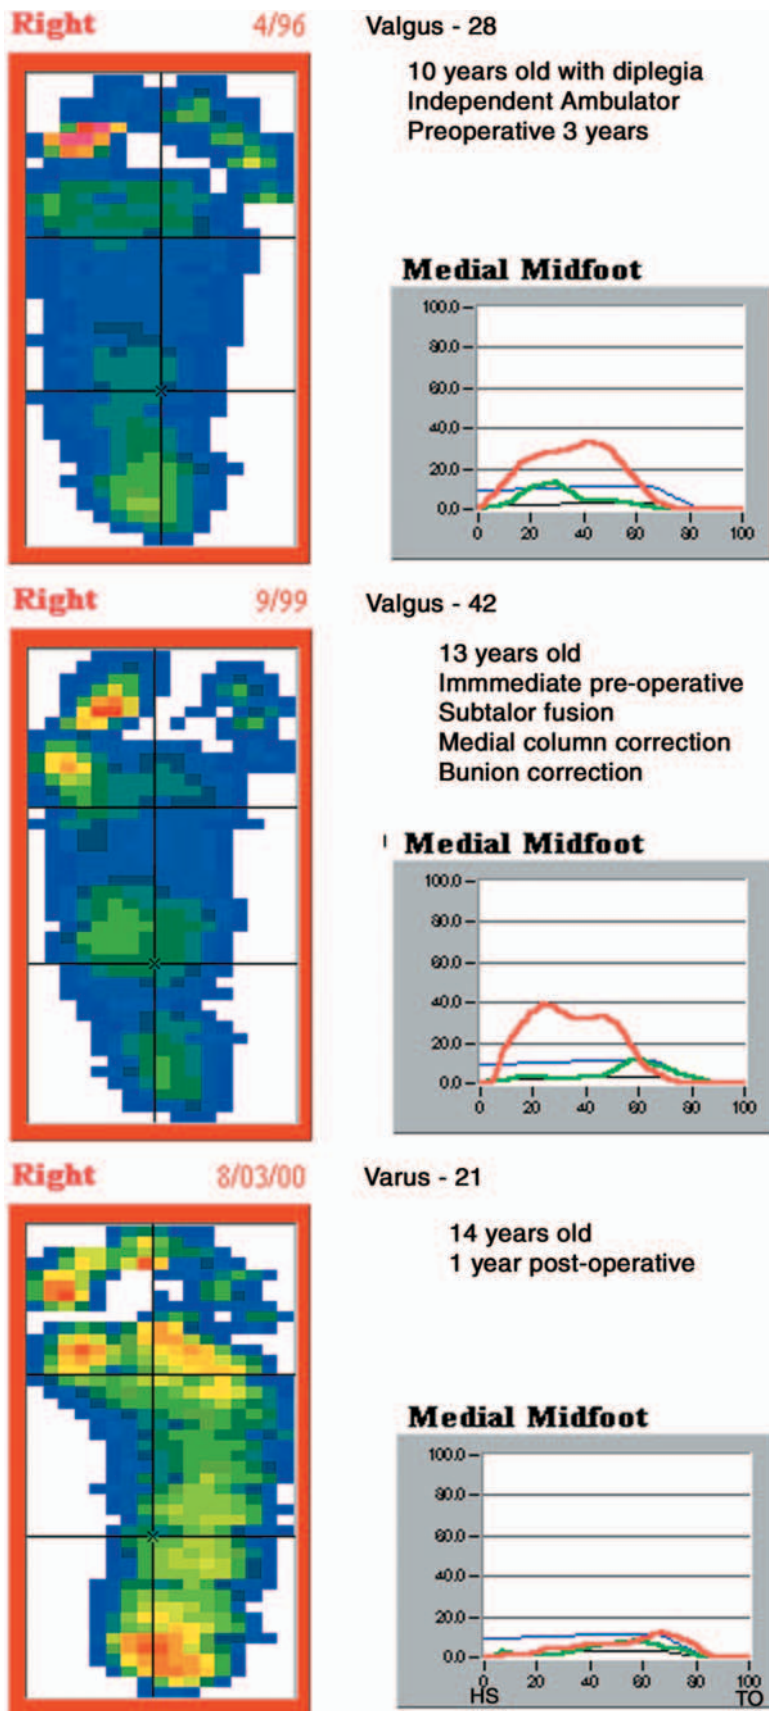 Right 4/96 Valgus - 28
10 years old with diplegia
Independent Ambulator
Preoperative 3 years
Medial Midfoot
100.0
80.0
60.0
40.0
20.0
0.0
0 20 40 60 80 100
Right 9/99 Valgus - 42
13 years old
Immmediate pre-operative
Subtalor fusion
Medial column correction
Bunion correction
Medial Midfoot
100.0
80.0
60.0
40.0
20.0
0.0
0 20 40 60 80 100
Right 8/03/00 Varus - 21
14 years old
1 year post-operative
Medial Midfoot
100.0
80.0
60.0
40.0
20.0
0.0
0 20 40 60 80 100
HS TO